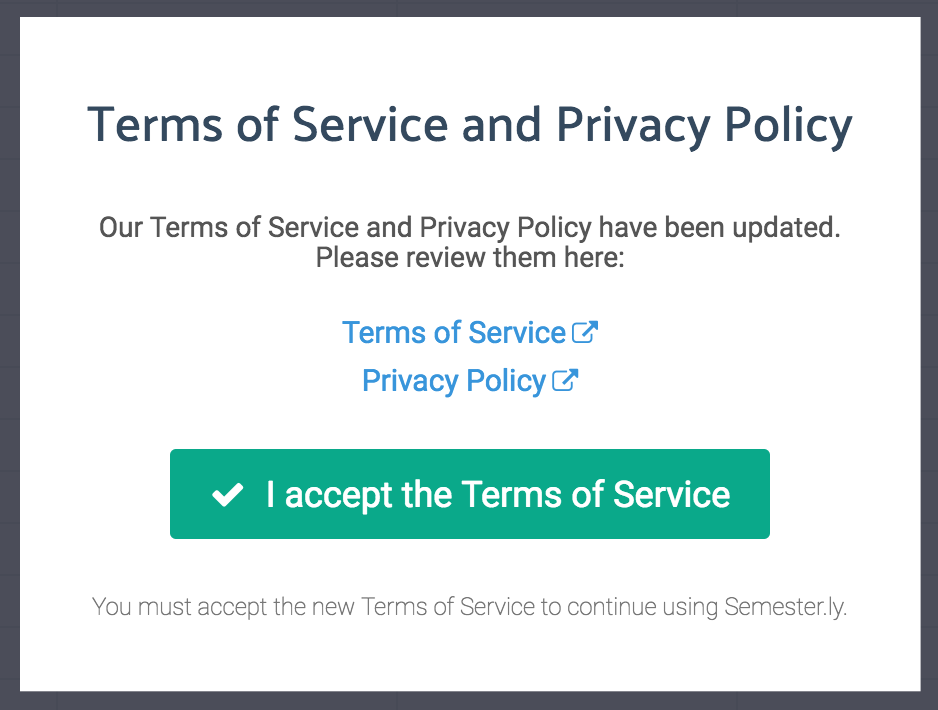 Terms of Service and Privacy Policy
Our Terms of Service and Privacy Policy have been updated.
Please review them here:
Terms of Service
Privacy Policy
I accept the Terms of Service
You must accept the new Terms of Service to continue using Semester.ly.